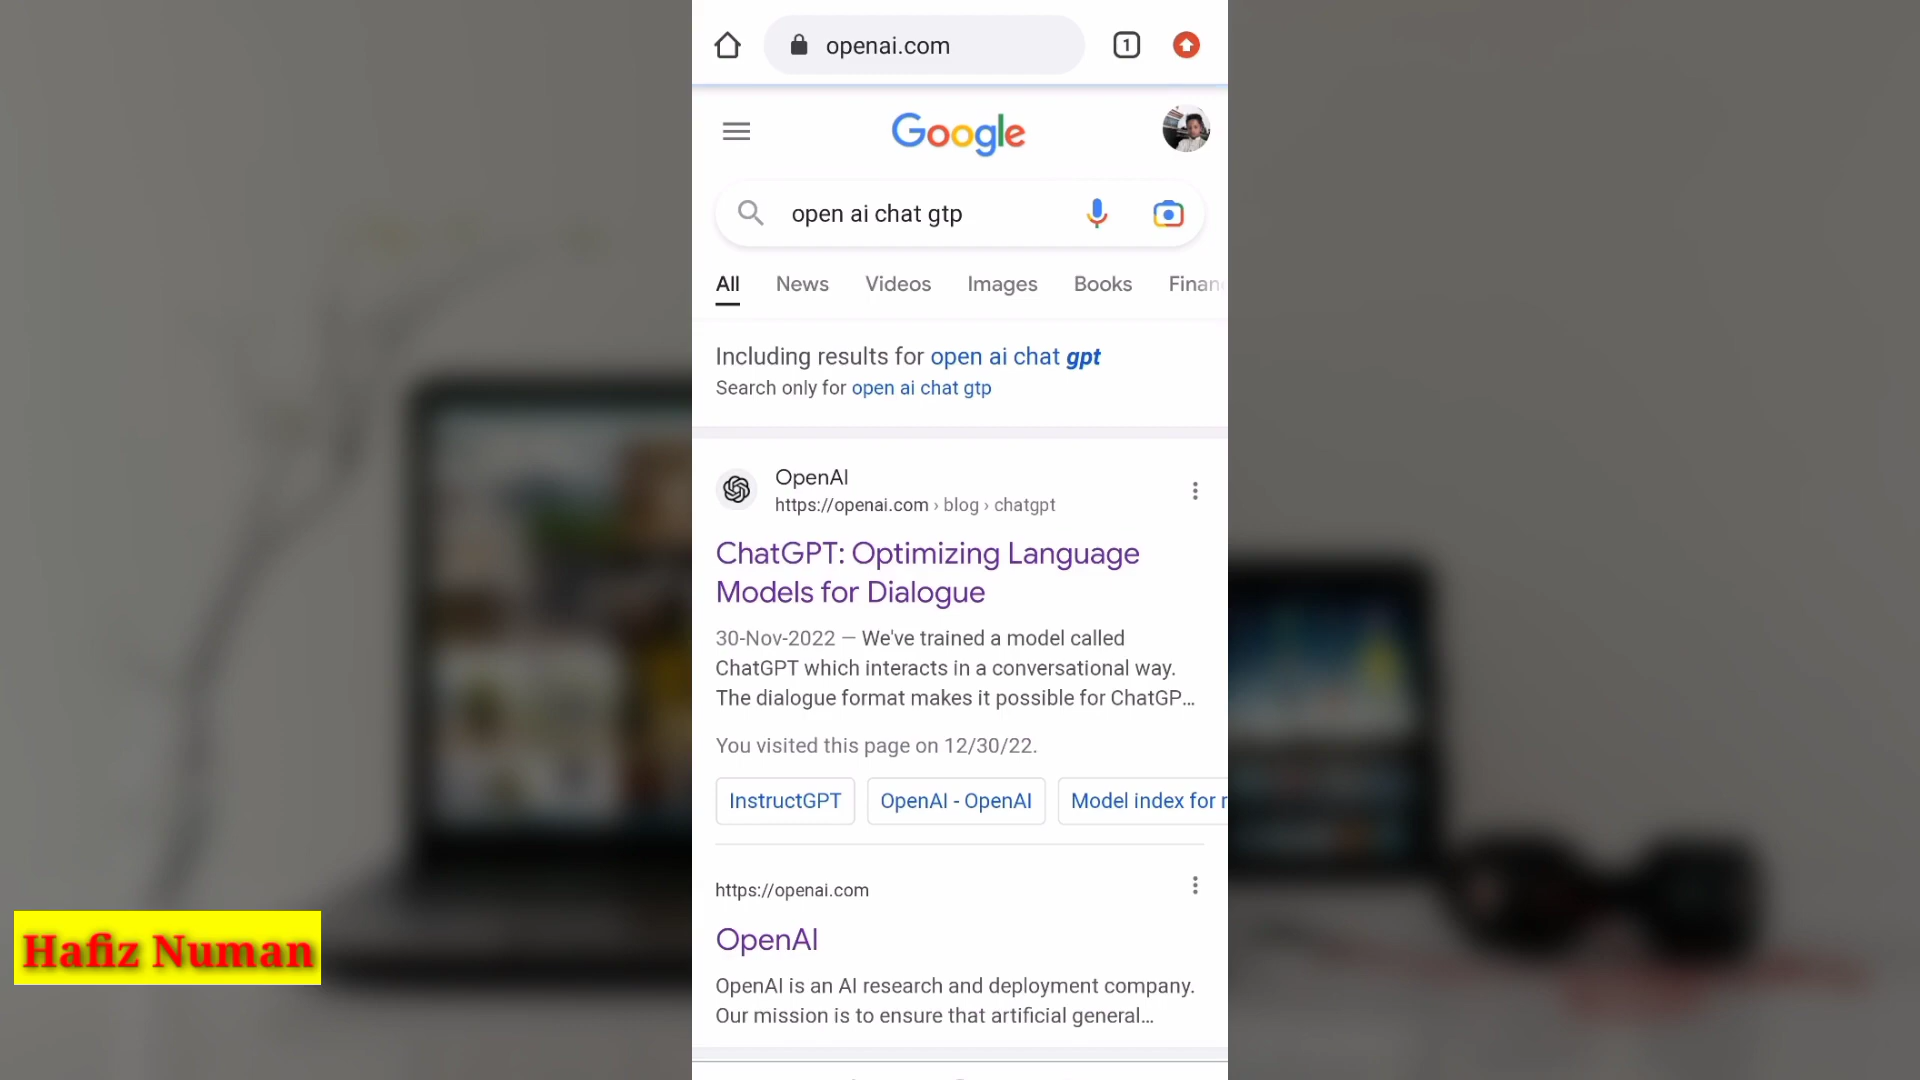 openai.com
1
Google
open ai chat gtp
All News Videos Images Books Finan
Including results for open ai chat gpt
Search only for open ai chat gtp
OpenAI
https://openai.com › blog › chatgpt
ChatGPT: Optimizing Language
Models for Dialogue
30-Nov-2022 — We've trained a model called
ChatGPT which interacts in a conversational way.
The dialogue format makes it possible for ChatGP...
You visited this page on 12/30/22.
InstructGPT OpenAI - OpenAI Model index for r
https://openai.com
OpenAI
OpenAI is an AI research and deployment company.
Our mission is to ensure that artificial general...
Hafiz Numan